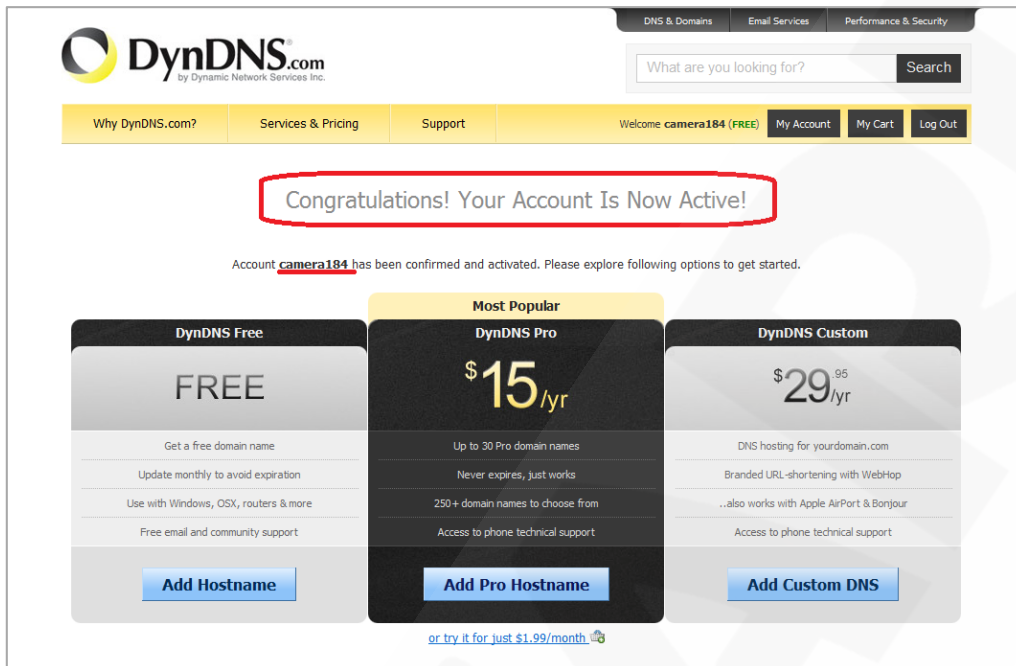 DNS & Domains Email Services Performance & Security
DynDNS.com
by Dynamic Network Services Inc.
What are you looking for? Search
Why DynDNS.com? Services & Pricing Support Welcome camera184 (FREE) My Account My Cart Log Out
Congratulations! Your Account Is Now Active!
Account camera184 has been confirmed and activated. Please explore following options to get started.
Most Popular
DynDNS Free
FREE
Get a free domain name
Update monthly to avoid expiration
Use with Windows, OSX, routers & more
Free email and community support
Add Hostname
DynDNS Pro
$15/yr
Up to 30 Pro domain names
Never expires, just works
250+ domain names to choose from
Access to phone technical support
Add Pro Hostname
or try it for just $1.99/month
DynDNS Custom
$29.95/yr
DNS hosting for yourdomain.com
Branded URL-shortening with WebHop
..also works with Apple AirPort & Bonjour
Access to phone technical support
Add Custom DNS